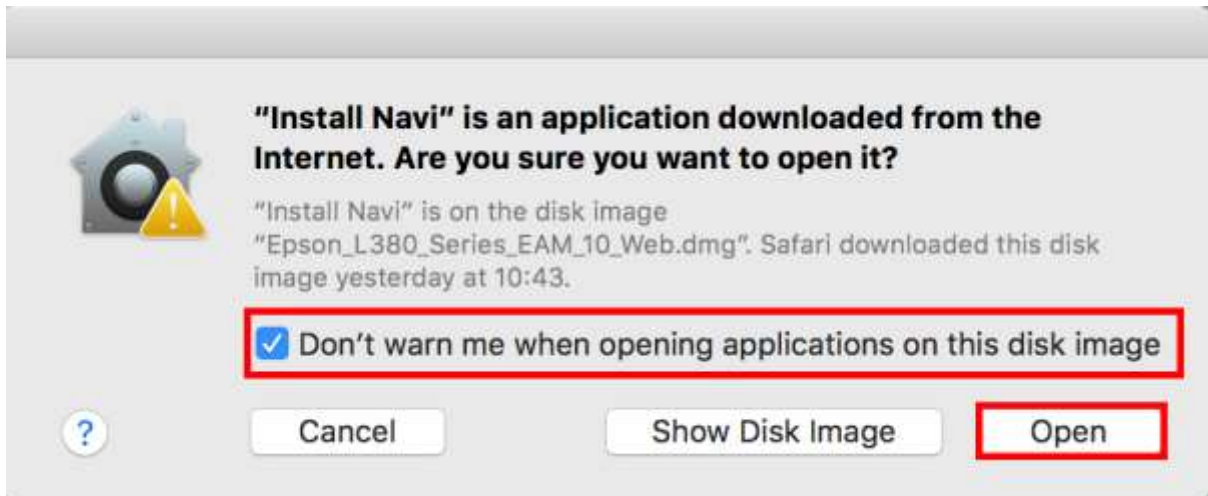 “Install Navi” is an application downloaded from the
Internet. Are you sure you want to open it?
“Install Navi” is on the disk image
“Epson_L380_Series_EAM_10_Web.dmg”. Safari downloaded this disk
image yesterday at 10:43.
Don’t warn me when opening applications on this disk image
?
Cancel
Show Disk Image
Open